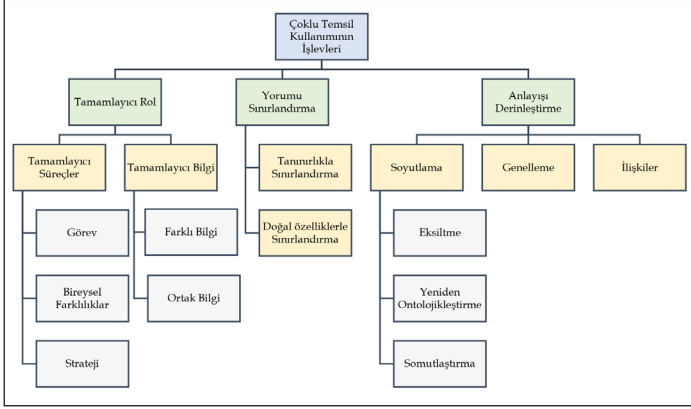 Çoklu Temsil
Kullanımının
İşlevleri
Tamamlayıcı Rol
Yorumu
Sınırlandırma
Anlayışı
Derinleştirme
Tamamlayıcı
Süreçler
Tamamlayıcı Bilgi
Tanınırlıkla
Sınırlandırma
Soyutlama
Genelleme
İlişkiler
Görev
Farklı Bilgi
Doğal özelliklerle
Sınırlandırma
Eksiltme
Bireysel
Farklılıklar
Ortak Bilgi
Yeniden
Ontolojikleştirme
Strateji
Somutlaştırma